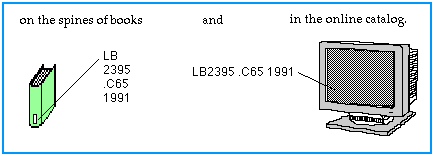 on the spines of books and in the online catalog.
LB
2395
.C65
1991
LB2395 .C65 1991